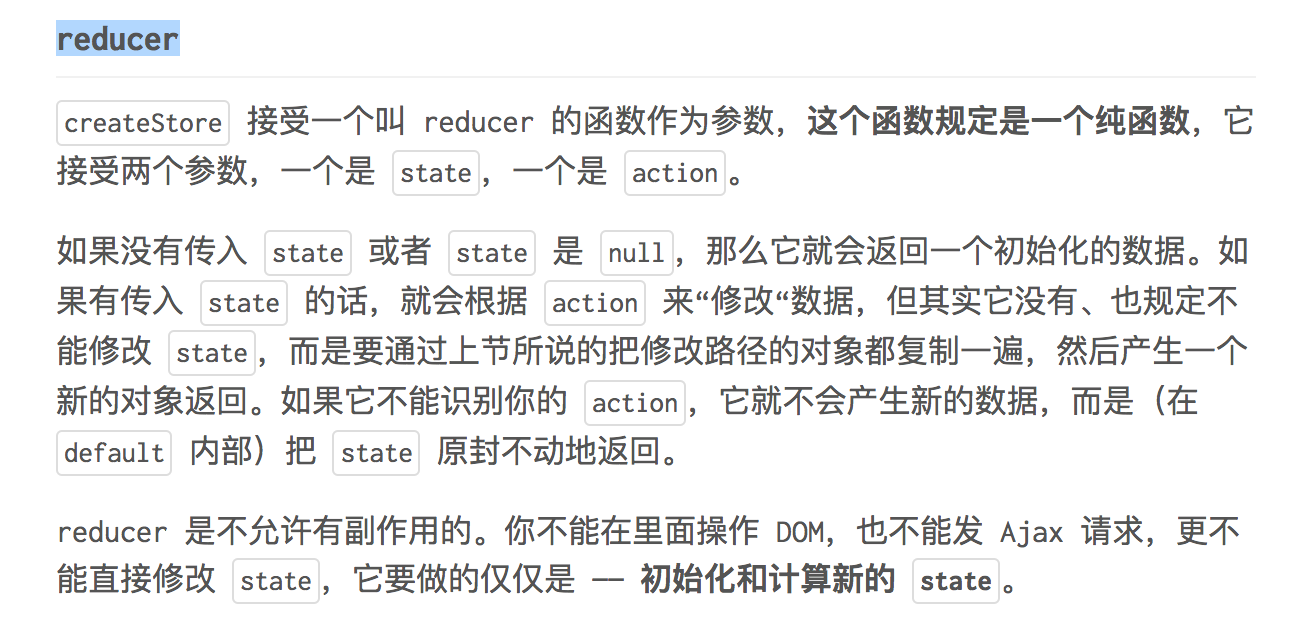 reducer
createStore 接受一个叫 reducer 的函数作为参数，这个函数规定是一个纯函数，它
接受两个参数，一个是 state，一个是 action。
如果没有传入 state 或者 state 是 null，那么它就会返回一个初始化的数据。如
果有传入 state 的话，就会根据 action 来“修改“数据，但其实它没有、也规定不
能修改 state，而是要通过上节所说的把修改路径的对象都复制一遍，然后产生一个
新的对象返回。如果它不能识别你的 action，它就不会产生新的数据，而是（在
default 内部）把 state 原封不动地返回。
reducer 是不允许有副作用的。你不能在里面操作 DOM，也不能发 Ajax 请求，更不
能直接修改 state，它要做的仅仅是 —— 初始化和计算新的 state。